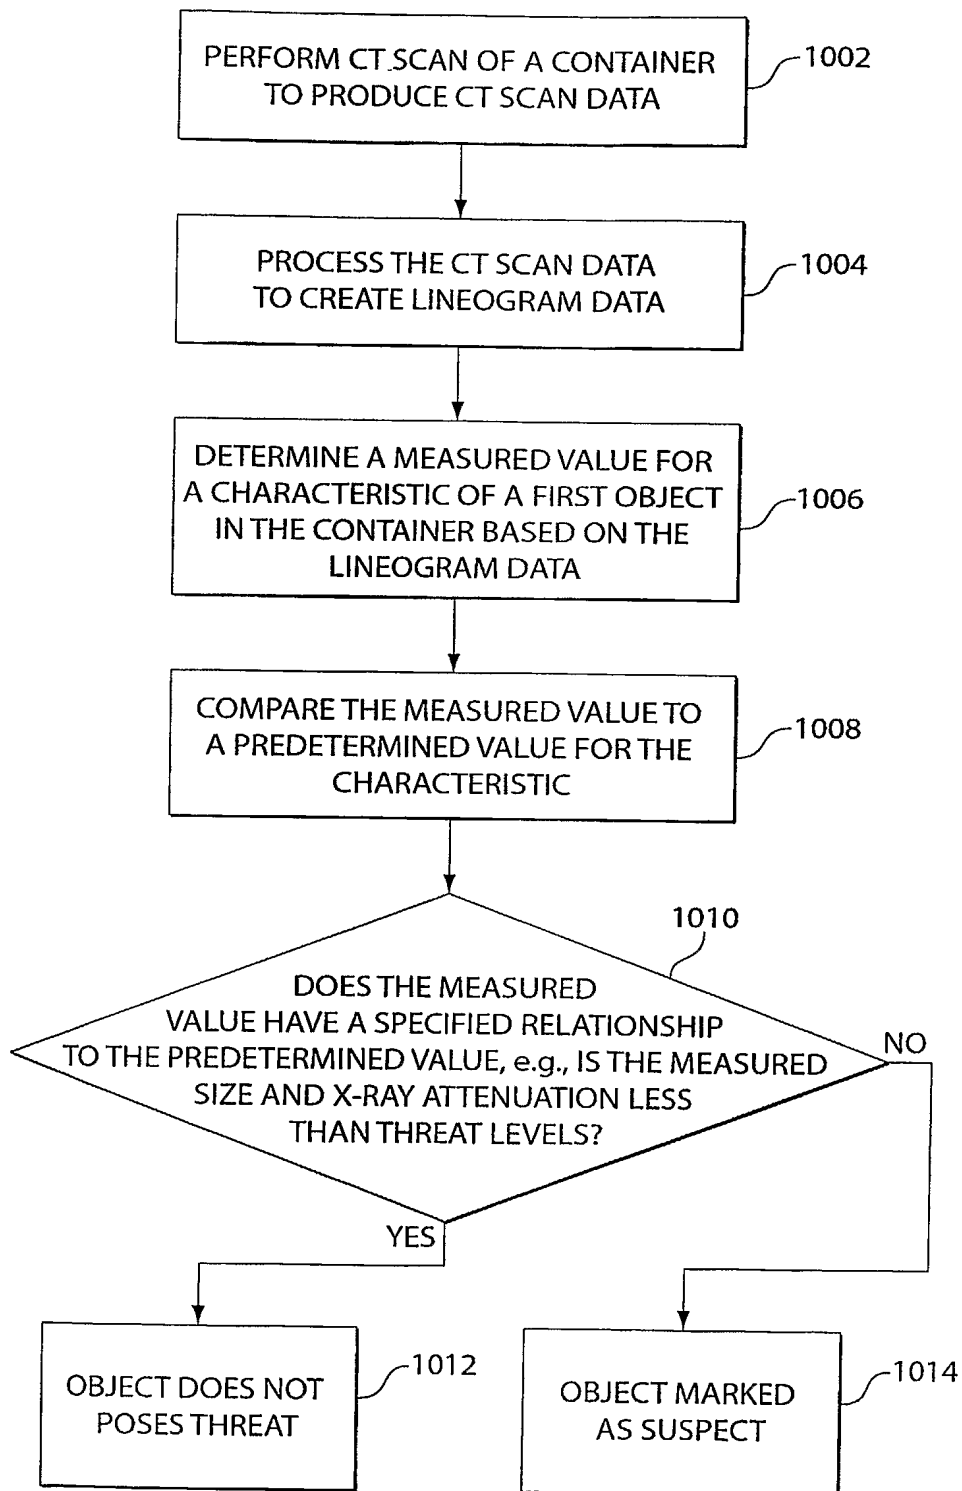 PERFORM CT SCAN OF A CONTAINER
TO PRODUCE CT SCAN DATA
1002
PROCESS THE CT SCAN DATA
TO CREATE LINEOGRAM DATA
1004
DETERMINE A MEASURED VALUE FOR
A CHARACTERISTIC OF A FIRST OBJECT
IN THE CONTAINER BASED ON THE
LINEOGRAM DATA
1006
COMPARE THE MEASURED VALUE TO
A PREDETERMINED VALUE FOR THE
CHARACTERISTIC
1008
1010
DOES THE MEASURED
VALUE HAVE A SPECIFIED RELATIONSHIP
TO THE PREDETERMINED VALUE, e.g., IS THE MEASURED
SIZE AND X-RAY ATTENUATION LESS
THAN THREAT LEVELS?
NO
YES
OBJECT DOES NOT
POSES THREAT
1012
OBJECT MARKED
AS SUSPECT
1014